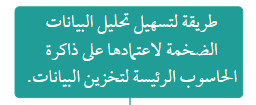 طريقة لتسهيل تحليل البيانات
الضخمة لاعتمادها على ذاكرة
الحاسوب الرئيسة لتخزين البيانات.